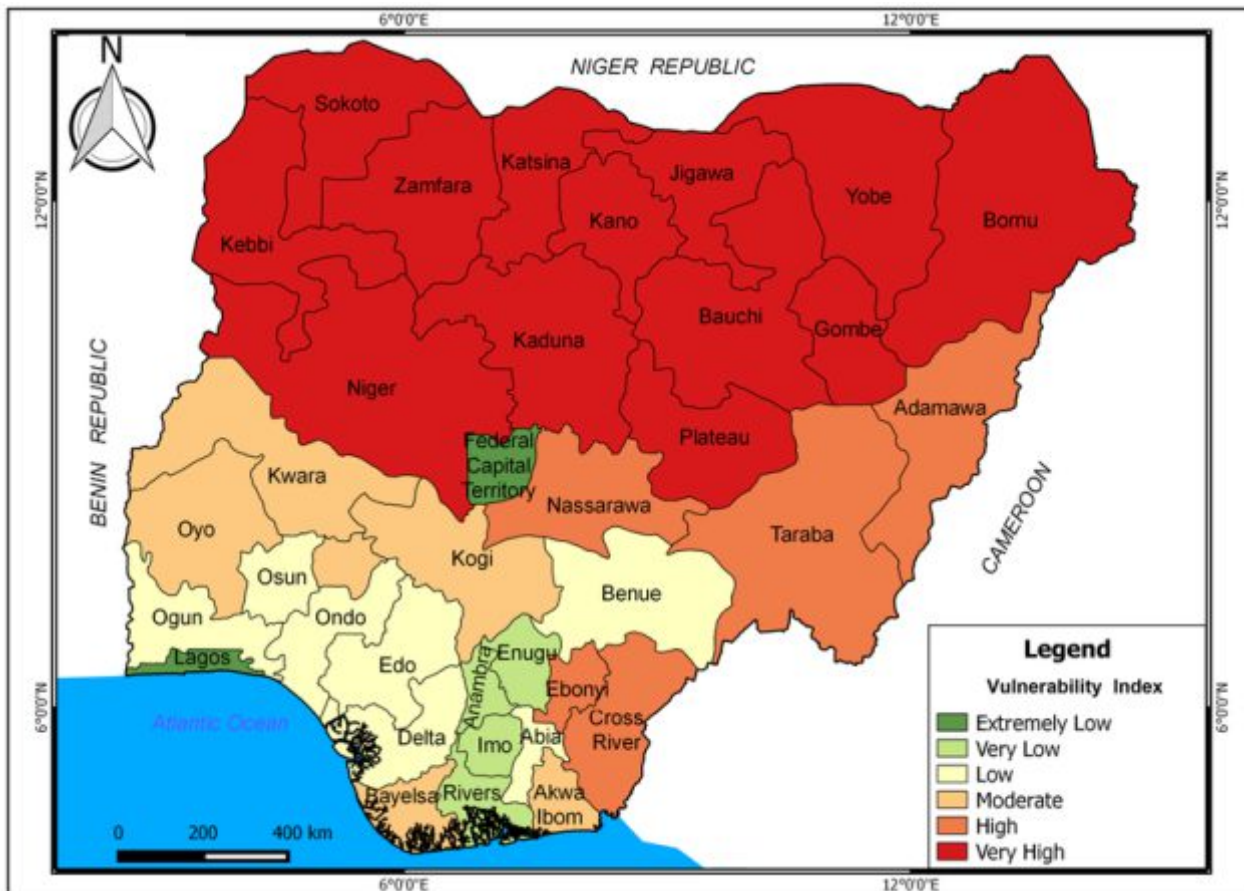 6°0'0"E
12°0'0"E
N
NIGER REPUBLIC
Sokoto
Katsina
Jigawa
Zamfara
Yobe
12°0'0"N
12°0'0"N
Kano
Bornu
Kebbi
Bauchi
Gombe
Kaduna
BENIN REPUBLIC
Niger
Adamawa
Plateau
Federal
Capital
Territory
Kwara
Nassarawa
CAMEROON
Oyo
Taraba
Kogi
Osun
Benue
Ogun
Ondo
Lagos
Enugu
Edo
Anambra
Ebonyi
6°0'0"N
6°0'0"N
Atlantic Ocean
Cross
River
Delta
Abia
Imo
Bayelsa
Rivers
Akwa
Ibom
Legend
Vulnerability Index
Extremely Low
Very Low
Low
Moderate
High
Very High
0 200 400 km
6°0'0"E
12°0'0"E